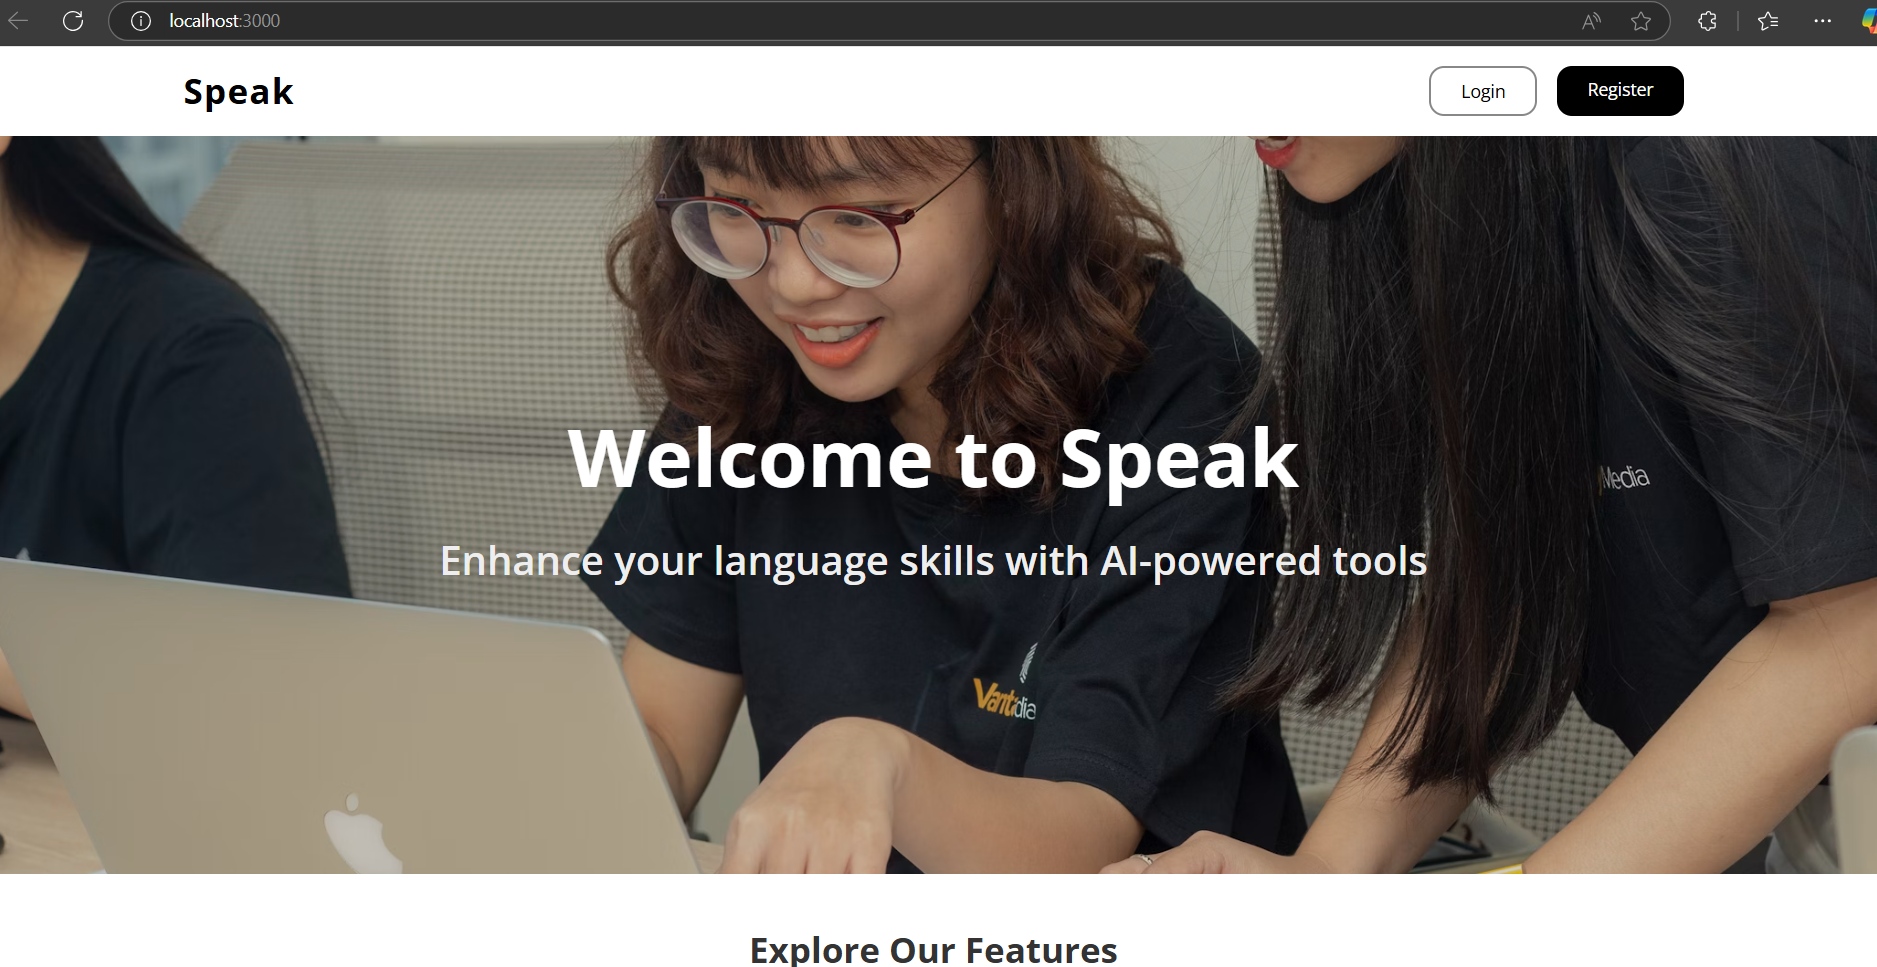 localhost:3000
Speak
Login
Register
Welcome to Speak
Media
Enhance your language skills with AI-powered tools
Explore Our Features